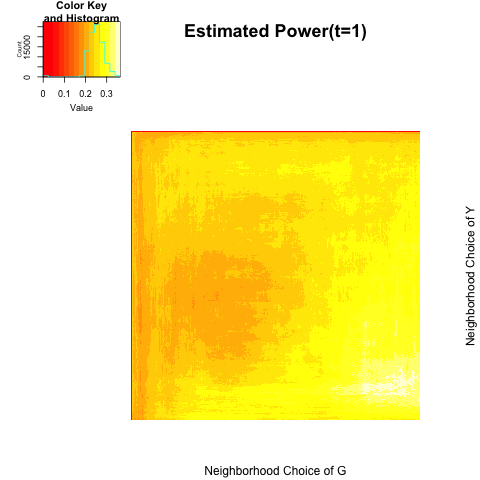 Color Key
and Histogram
Estimated Power(t=1)
Count
0 15000
0 0.1 0.2 0.3
Value
Neighborhood Choice of Y
Neighborhood Choice of G